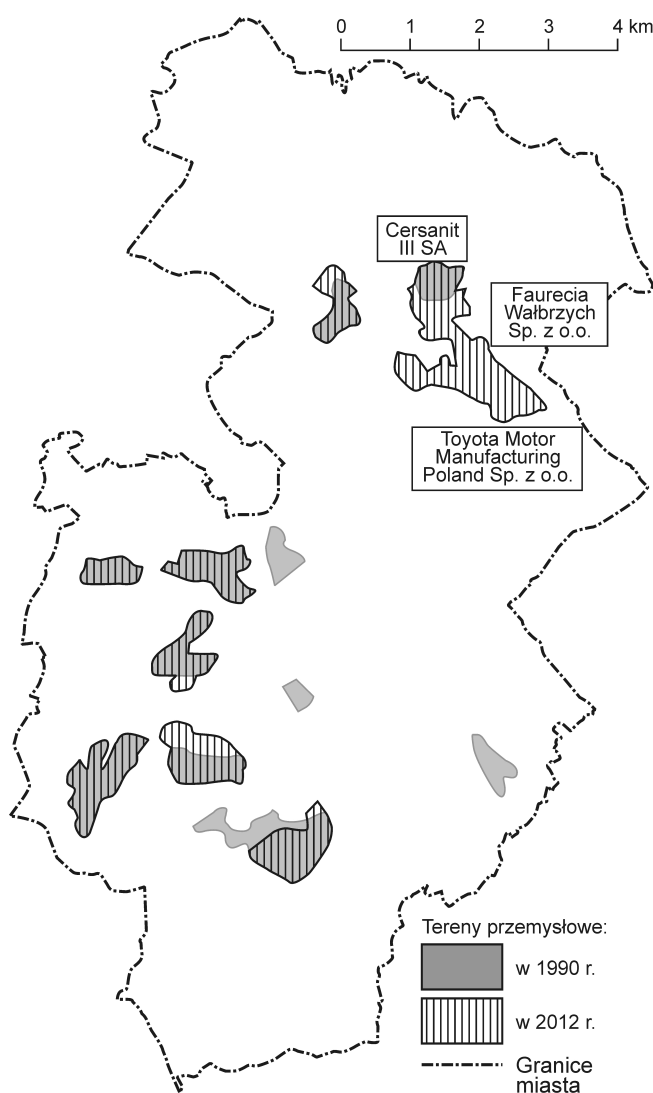 0 1 2 3 4 km
Cersanit
III SA
Faurecia
Wałbrzych
Sp. z o.o.
Toyota Motor
Manufacturing
Poland Sp. z o.o.
Tereny przemysłowe:
w 1990 r.
w 2012 r.
Granice
miasta